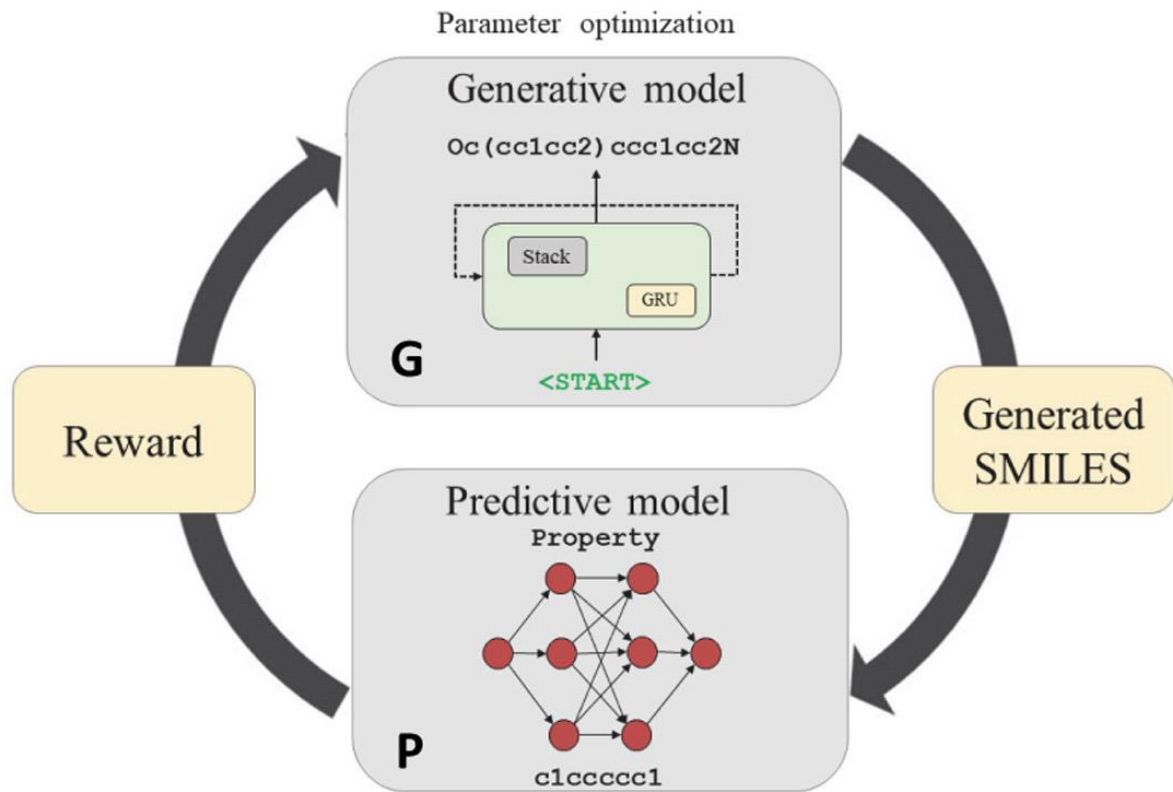 Parameter optimization
Generative model
Oc(cc1cc2)ccc1cc2N
Stack
GRU
G
<START>
Reward
Generated
SMILES
Predictive model
Property
P
c1ccccc1